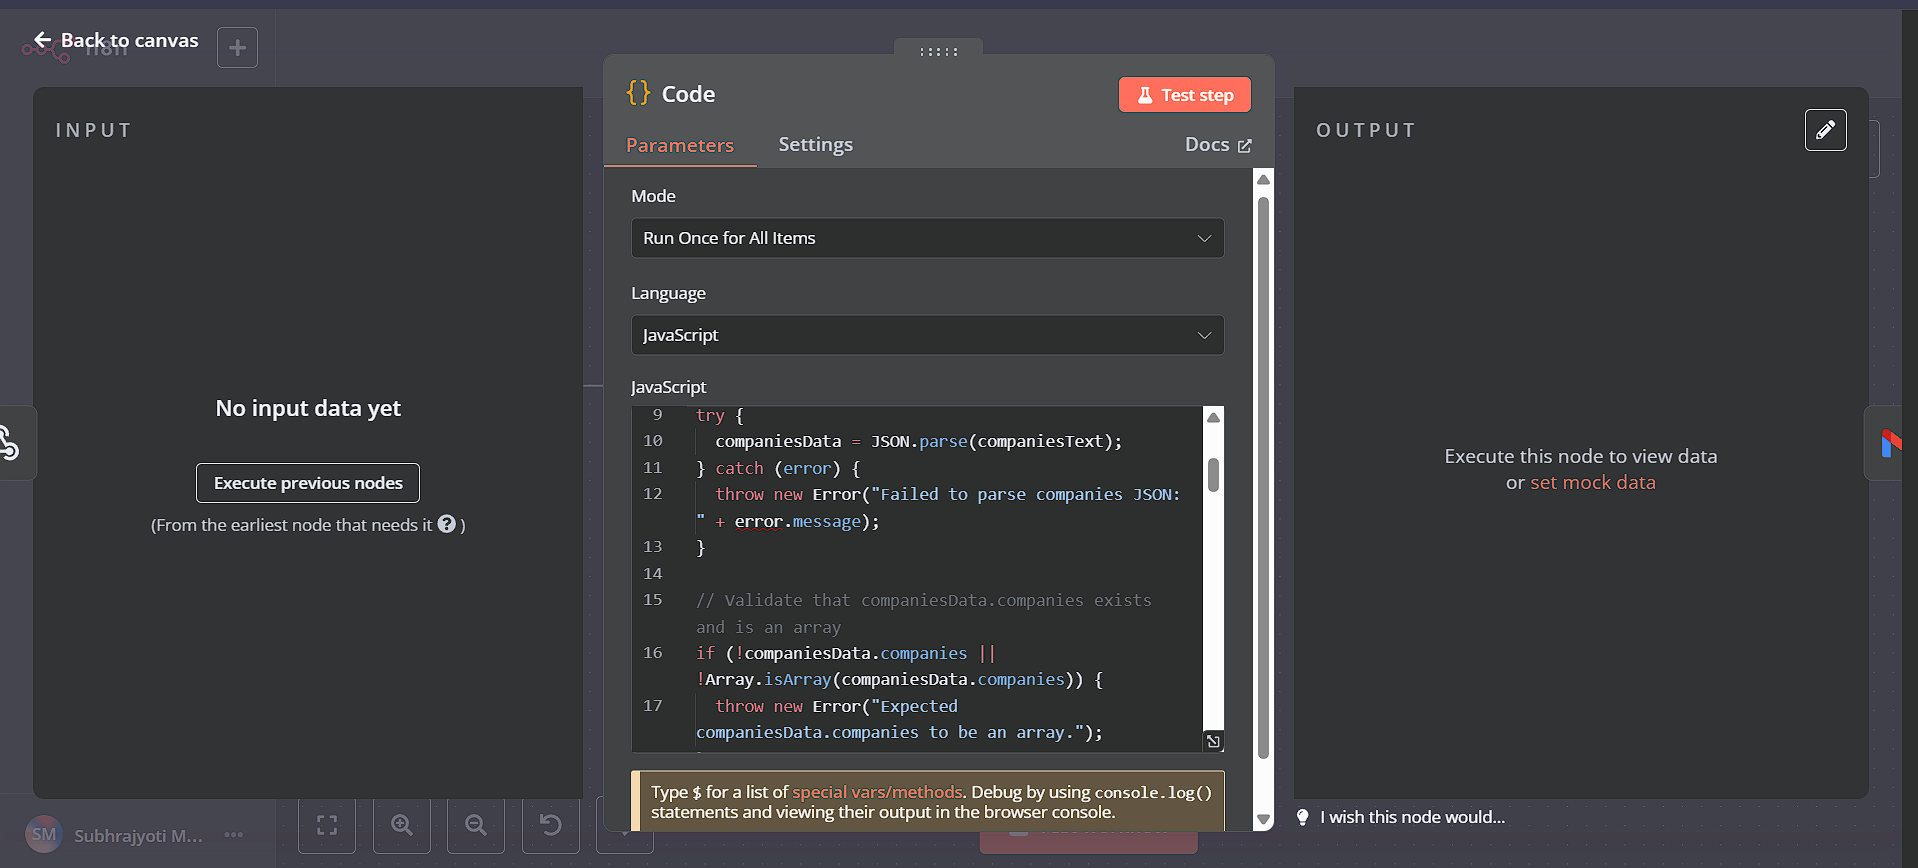 Back to canvas
n8n
INPUT
No input data yet
Execute previous nodes
(From the earliest node that needs it ? )
SM
Subhrajyoti M...
{} Code
Test step
Parameters
Settings
Docs
Mode
Run Once for All Items
Language
JavaScript
JavaScript
9 try {
10 companiesData = JSON.parse(companiesText);
11 } catch (error) {
12 throw new Error("Failed to parse companies JSON:
" + error.message);
13 }
14
15 // Validate that companiesData.companies exists
and is an array
16 if (!companiesData.companies ||
!Array.isArray(companiesData.companies)) {
17 throw new Error("Expected
companiesData.companies to be an array.");
Type $ for a list of special vars/methods. Debug by using console.log()
statements and viewing their output in the browser console.
OUTPUT
Execute this node to view data
or set mock data
I wish this node would...